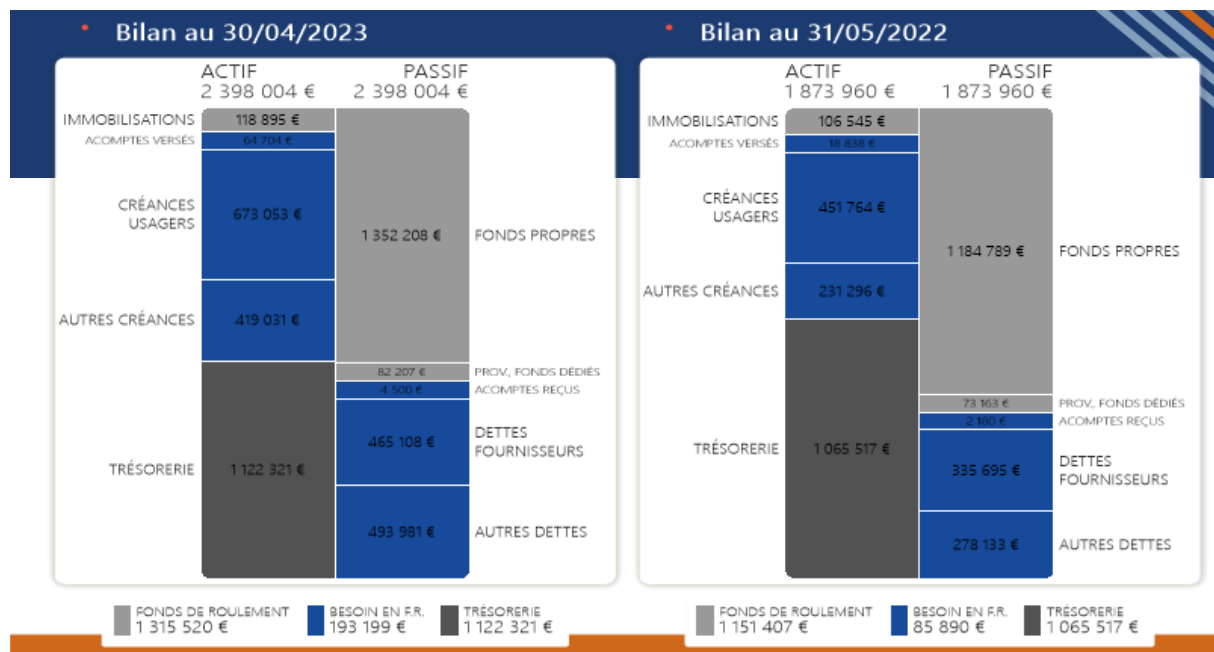 • Bilan au 30/04/2023
ACTIF PASSIF
2 398 004 € 2 398 004 €
IMMOBILISATIONS 118 895 €
ACOMPTES VERSÉS 64 704 €
CRÉANCES
USAGERS
673 053 €
1 352 208 € FONDS PROPRES
AUTRES CRÉANCES 419 031 €
82 207 € PROV., FONDS DÉDIÉS
4 500 € ACOMPTES REÇUS
465 108 €
DETTES
FOURNISSEURS
TRÉSORERIE 1 122 321 €
493 981 € AUTRES DETTES
FONDS DE ROULEMENT
1 315 520 €
BESOIN EN F.R.
193 199 €
TRÉSORERIE
1 122 321 €
• Bilan au 31/05/2022
ACTIF PASSIF
1 873 960 € 1 873 960 €
IMMOBILISATIONS 106 545 €
ACOMPTES VERSÉS 18 838 €
CRÉANCES
USAGERS
451 764 €
1 184 789 € FONDS PROPRES
AUTRES CRÉANCES 231 296 €
73 163 € PROV., FONDS DÉDIÉS
2 180 € ACOMPTES REÇUS
TRÉSORERIE 1 065 517 €
335 695 €
DETTES
FOURNISSEURS
278 133 € AUTRES DETTES
FONDS DE ROULEMENT
1 151 407 €
BESOIN EN F.R.
85 890 €
TRÉSORERIE
1 065 517 €